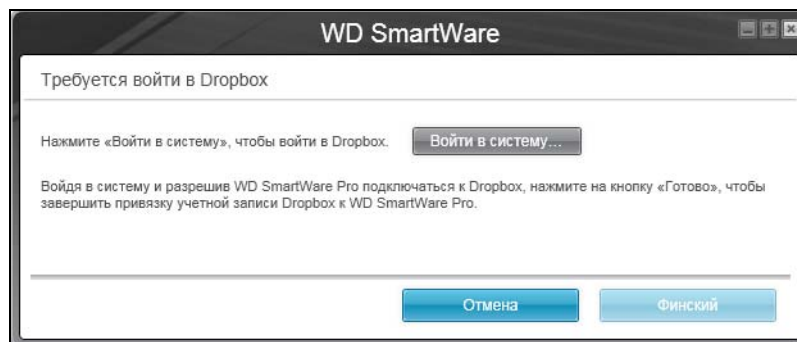 WD SmartWare
Требуется войти в Dropbox
Нажмите «Войти в систему», чтобы войти в Dropbox. Войти в систему...
Войдя в систему и разрешив WD SmartWare Pro подключаться к Dropbox, нажмите на кнопку «Готово», чтобы
завершить привязку учетной записи Dropbox к WD SmartWare Pro.
Отмена Финский